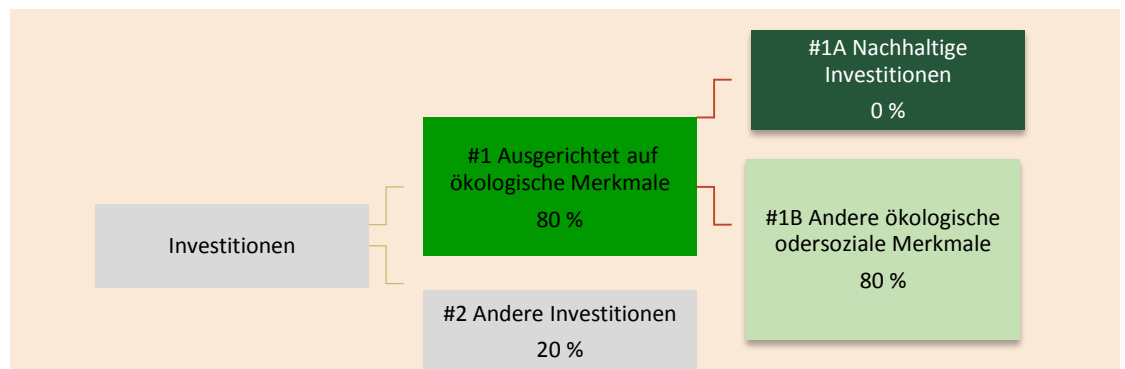 Investitionen
#1 Ausgerichtet auf
ökologische Merkmale
80 %
#2 Andere Investitionen
20 %
#1A Nachhaltige
Investitionen
0 %
#1B Andere ökologische
odersoziale Merkmale
80 %